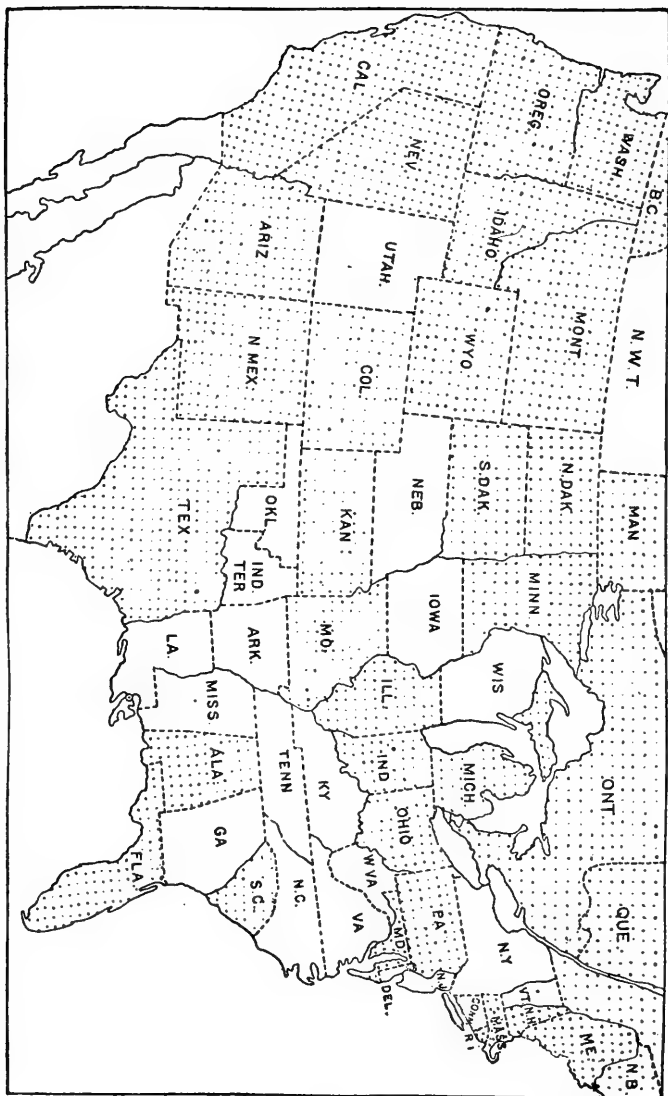 WASH
B.C
N.W.T
MAN
ONT
QUE
N B
OREG.
IDAHO
MONT
N.DAK
MINN
S.DAK
WYO
WIS
MICH.
N.Y
VT.
N.H.
ME
MASS
CONN.
R I
CAL
NEV.
UTAH.
COL.
NEB.
IOWA
ILL.
IND
OHIO
PA
N.J.
MD.
DEL.
KAN.
MO.
KY
W VA
VA
ARIZ
N.MEX.
OKL.
IND.
TER
ARK.
TENN
N.C.
S.C.
TEX
LA.
MISS
ALA.
GA
FLA